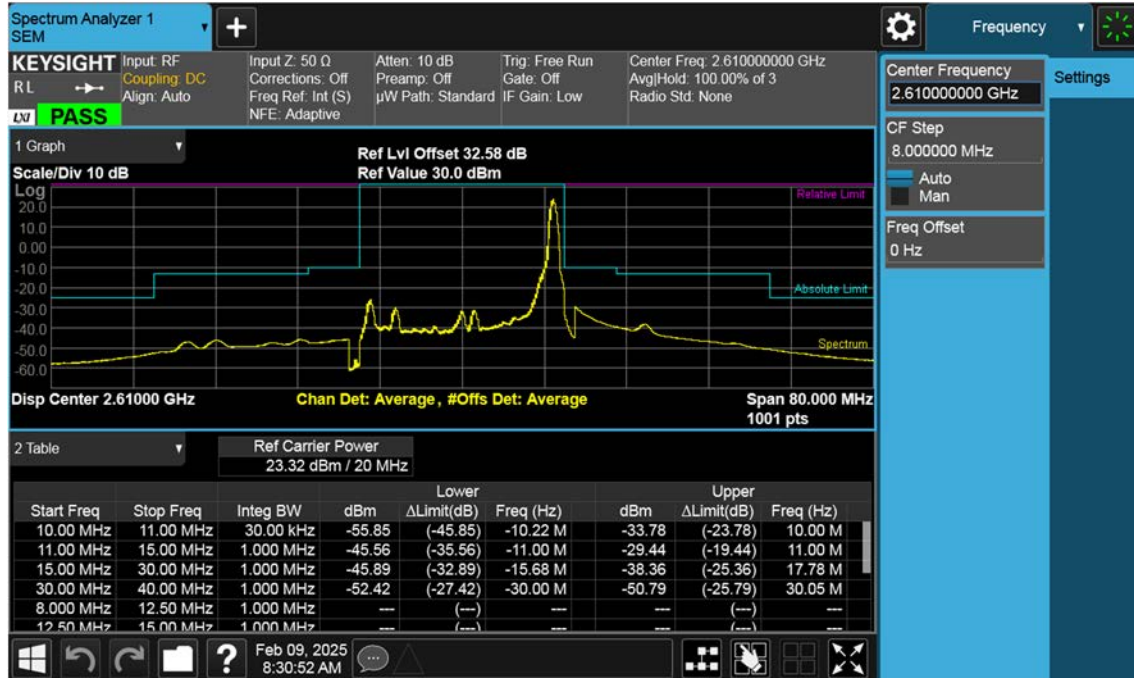 Spectrum Analyzer 1
SEM
Frequency
KEYSIGHT
R L
LXI
PASS
Input: RF
Coupling: DC
Align: Auto
Input Z: 50 Ω
Corrections: Off
Freq Ref: Int (S)
NFE: Adaptive
Atten: 10 dB
Preamp: Off
µW Path: Standard
Trig: Free Run
Gate: Off
IF Gain: Low
Center Freq: 2.610000000 GHz
Avg|Hold: 100.00% of 3
Radio Std: None
Center Frequency
2.610000000 GHz
Settings
CF Step
8.000000 MHz
Auto
Man
Freq Offset
0 Hz
1 Graph
Scale/Div 10 dB
Ref Lvl Offset 32.58 dB
Ref Value 30.0 dBm
Log
Relative Limit
20.0
10.0
0.00
-10.0
-20.0
Absolute Limit
-30.0
-40.0
-50.0
Spectrum
-60.0
Disp Center 2.61000 GHz
Chan Det: Average, #Offs Det: Average
Span 80.000 MHz
1001 pts
2 Table
Ref Carrier Power
23.32 dBm / 20 MHz
Lower Upper
Start Freq Stop Freq Integ BW dBm ΔLimit(dB) Freq (Hz) dBm ΔLimit(dB) Freq (Hz)
10.00 MHz 11.00 MHz 30.00 kHz -55.85 (-45.85) -10.22 M -33.78 (-23.78) 10.00 M
11.00 MHz 15.00 MHz 1.000 MHz -45.56 (-35.56) -11.00 M -29.44 (-19.44) 11.00 M
15.00 MHz 30.00 MHz 1.000 MHz -45.89 (-32.89) -15.68 M -38.36 (-25.36) 17.78 M
30.00 MHz 40.00 MHz 1.000 MHz -52.42 (-27.42) -30.00 M -50.79 (-25.79) 30.05 M
8.000 MHz 12.50 MHz 1.000 MHz --- (---) --- --- (---) ---
12.50 MHz 15.00 MHz 1.000 MHz --- (---) --- --- (---) ---
?
Feb 09, 2025
8:30:52 AM